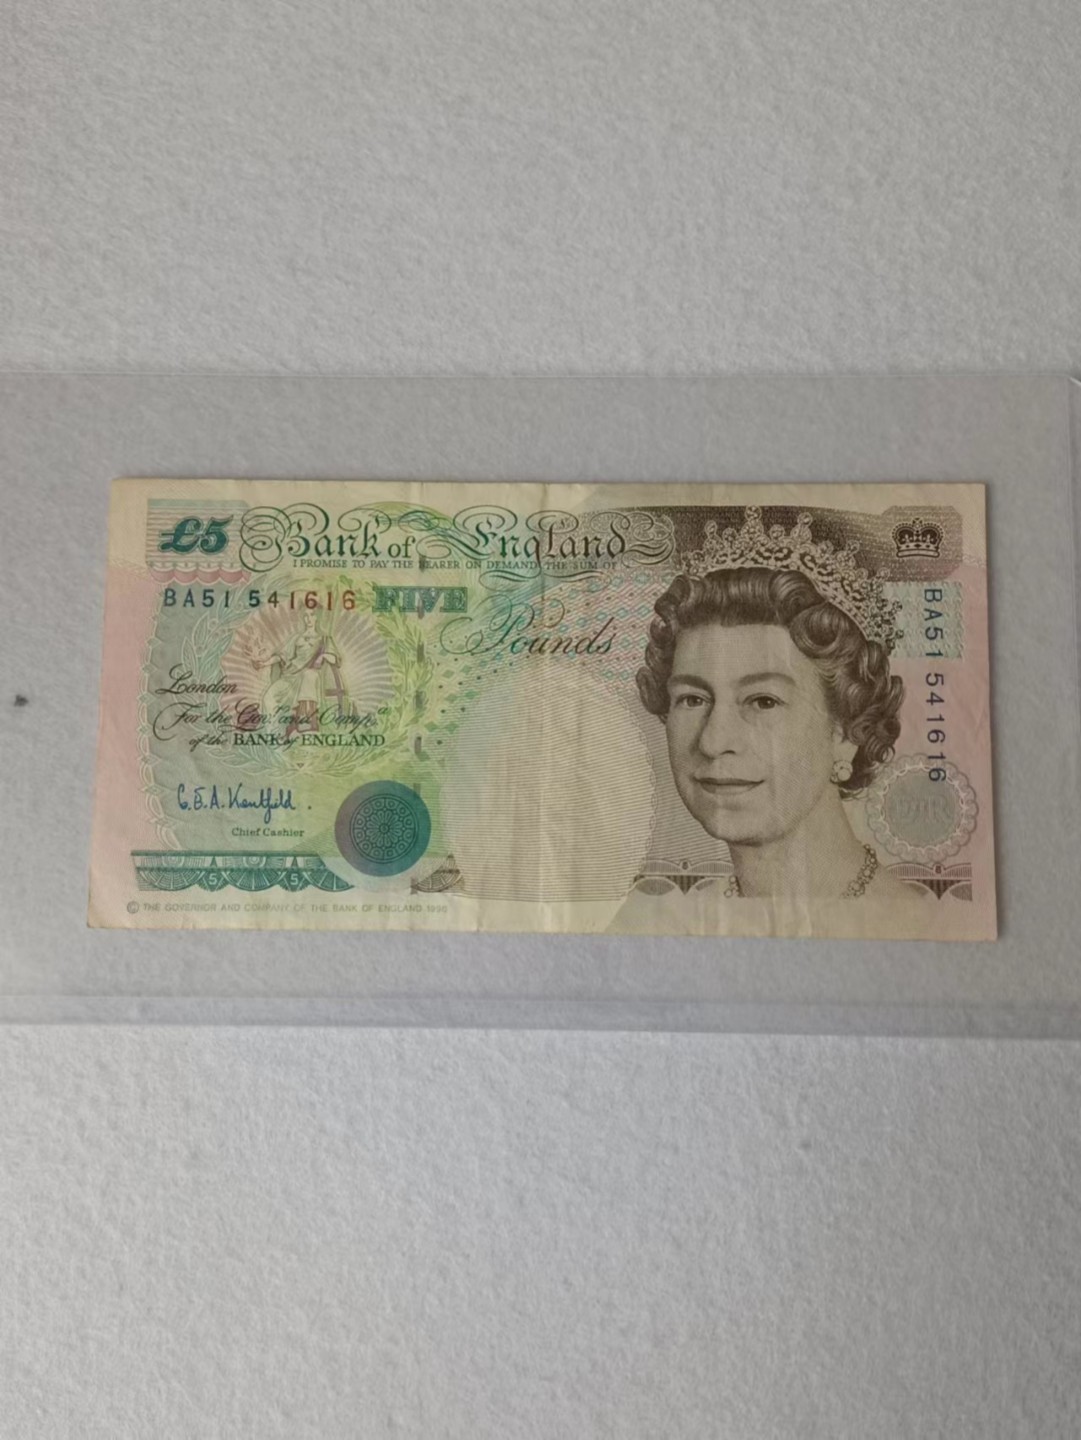 £5 Bank of England
I PROMISE TO PAY THE BEARER ON DEMAND THE SUM OF
BA51 541616 FIVE
Pounds
London
For the Gov.r and Comp.a
of the BANK of ENGLAND
G.E.A. Kentfield.
Chief Cashier
5 5
© THE GOVERNOR AND COMPANY OF THE BANK OF ENGLAND 1990
BA51 541616